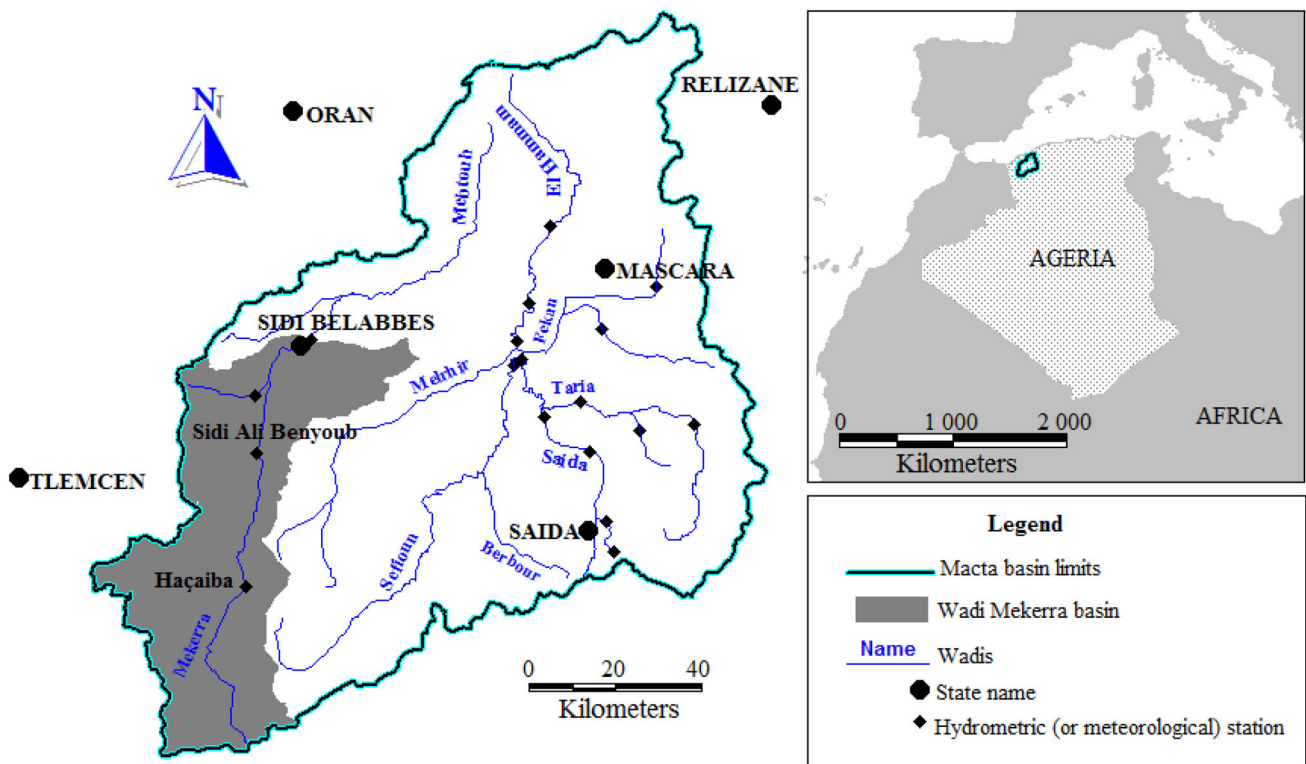 N
ORAN
RELIZANE
El Hammam
Mebtouh
MASCARA
SIDI BELABBES
Fekan
Melrhir
Taria
Sidi Ali Benyoub
Saida
TLEMCEN
SAIDA
Haçaiba
Sefioun
Berbour
Mekerra
0 20 40
Kilometers
AGERIA
AFRICA
0 1 000 2 000
Kilometers
Legend
Macta basin limits
Wadi Mekerra basin
Name Wadis
State name
Hydrometric (or meteorological) station